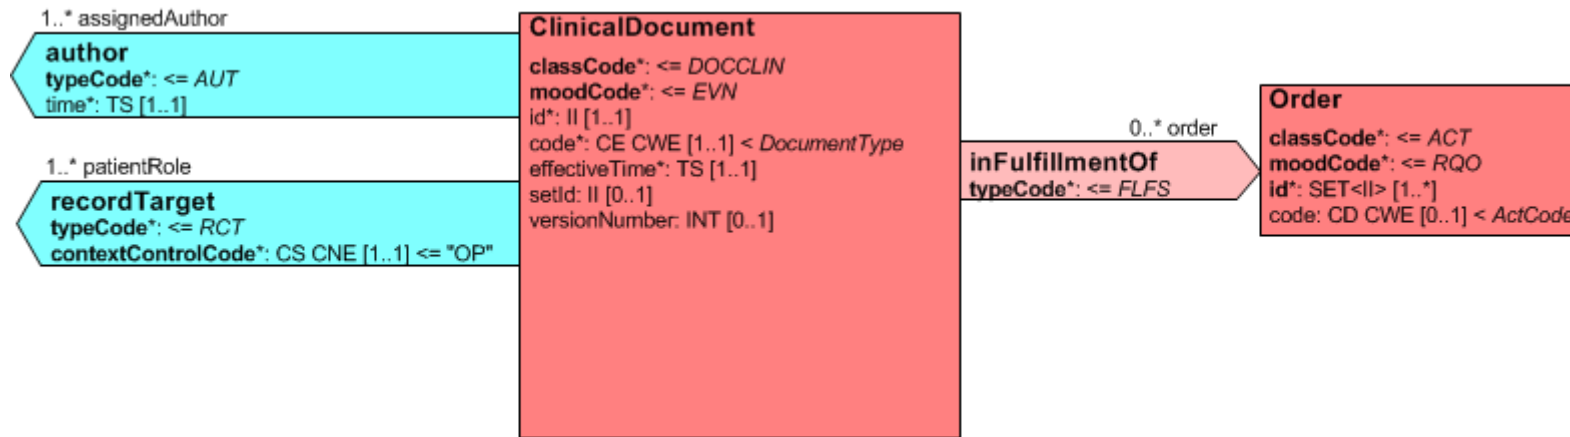 1..* assignedAuthor
author
typeCode*: <= AUT
time*: TS [1..1]
1..* patientRole
recordTarget
typeCode*: <= RCT
contextControlCode*: CS CNE [1..1] <= "OP"
ClinicalDocument
classCode*: <= DOCCLIN
moodCode*: <= EVN
id*: II [1..1]
code*: CE CWE [1..1] < DocumentType
effectiveTime*: TS [1..1]
setId: II [0..1]
versionNumber: INT [0..1]
0..* order
inFulfillmentOf
typeCode*: <= FLFS
Order
classCode*: <= ACT
moodCode*: <= RQO
id*: SET<II> [1..*]
code: CD CWE [0..1] < ActCode